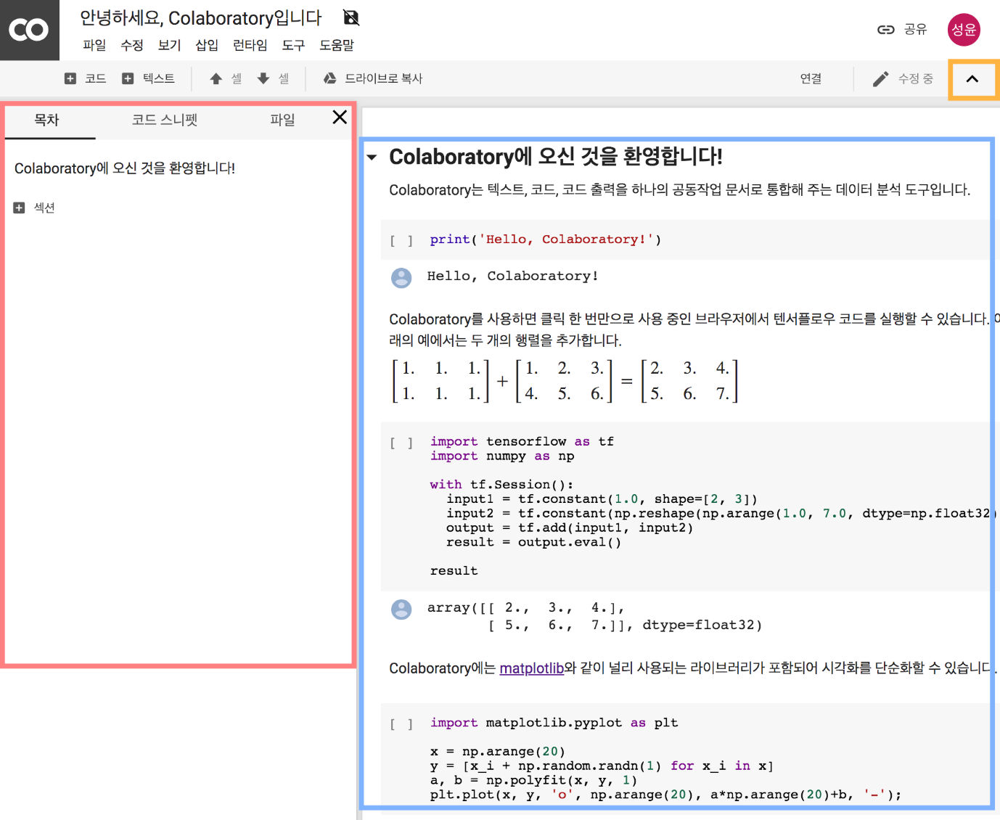 CO
안녕하세요, Colaboratory입니다
공유
성윤
파일 수정 보기 삽입 런타임 도구 도움말
코드 텍스트 셀 셀 드라이브로 복사 연결 수정 중
목차 코드 스니펫 파일
Colaboratory에 오신 것을 환영합니다!
섹션
Colaboratory에 오신 것을 환영합니다!
Colaboratory는 텍스트, 코드, 코드 출력을 하나의 공동작업 문서로 통합해 주는 데이터 분석 도구입니다.
[ ] print('Hello, Colaboratory!')
Hello, Colaboratory!
Colaboratory를 사용하면 클릭 한 번만으로 사용 중인 브라우저에서 텐서플로우 코드를 실행할 수 있습니다.
래의 예에서는 두 개의 행렬을 추가합니다.
[1. 1. 1.] + [1. 2. 3.] = [2. 3. 4.]
[1. 1. 1.] [4. 5. 6.] [5. 6. 7.]
[ ] import tensorflow as tf
import numpy as np
with tf.Session():
input1 = tf.constant(1.0, shape=[2, 3])
input2 = tf.constant(np.reshape(np.arange(1.0, 7.0, dtype=np.float32)
output = tf.add(input1, input2)
result = output.eval()
result
array([[ 2., 3., 4.],
[ 5., 6., 7.]], dtype=float32)
Colaboratory에는 matplotlib와 같이 널리 사용되는 라이브러리가 포함되어 시각화를 단순화할 수 있습니다.
[ ] import matplotlib.pyplot as plt
x = np.arange(20)
y = [x_i + np.random.randn(1) for x_i in x]
a, b = np.polyfit(x, y, 1)
plt.plot(x, y, 'o', np.arange(20), a*np.arange(20)+b, '-');